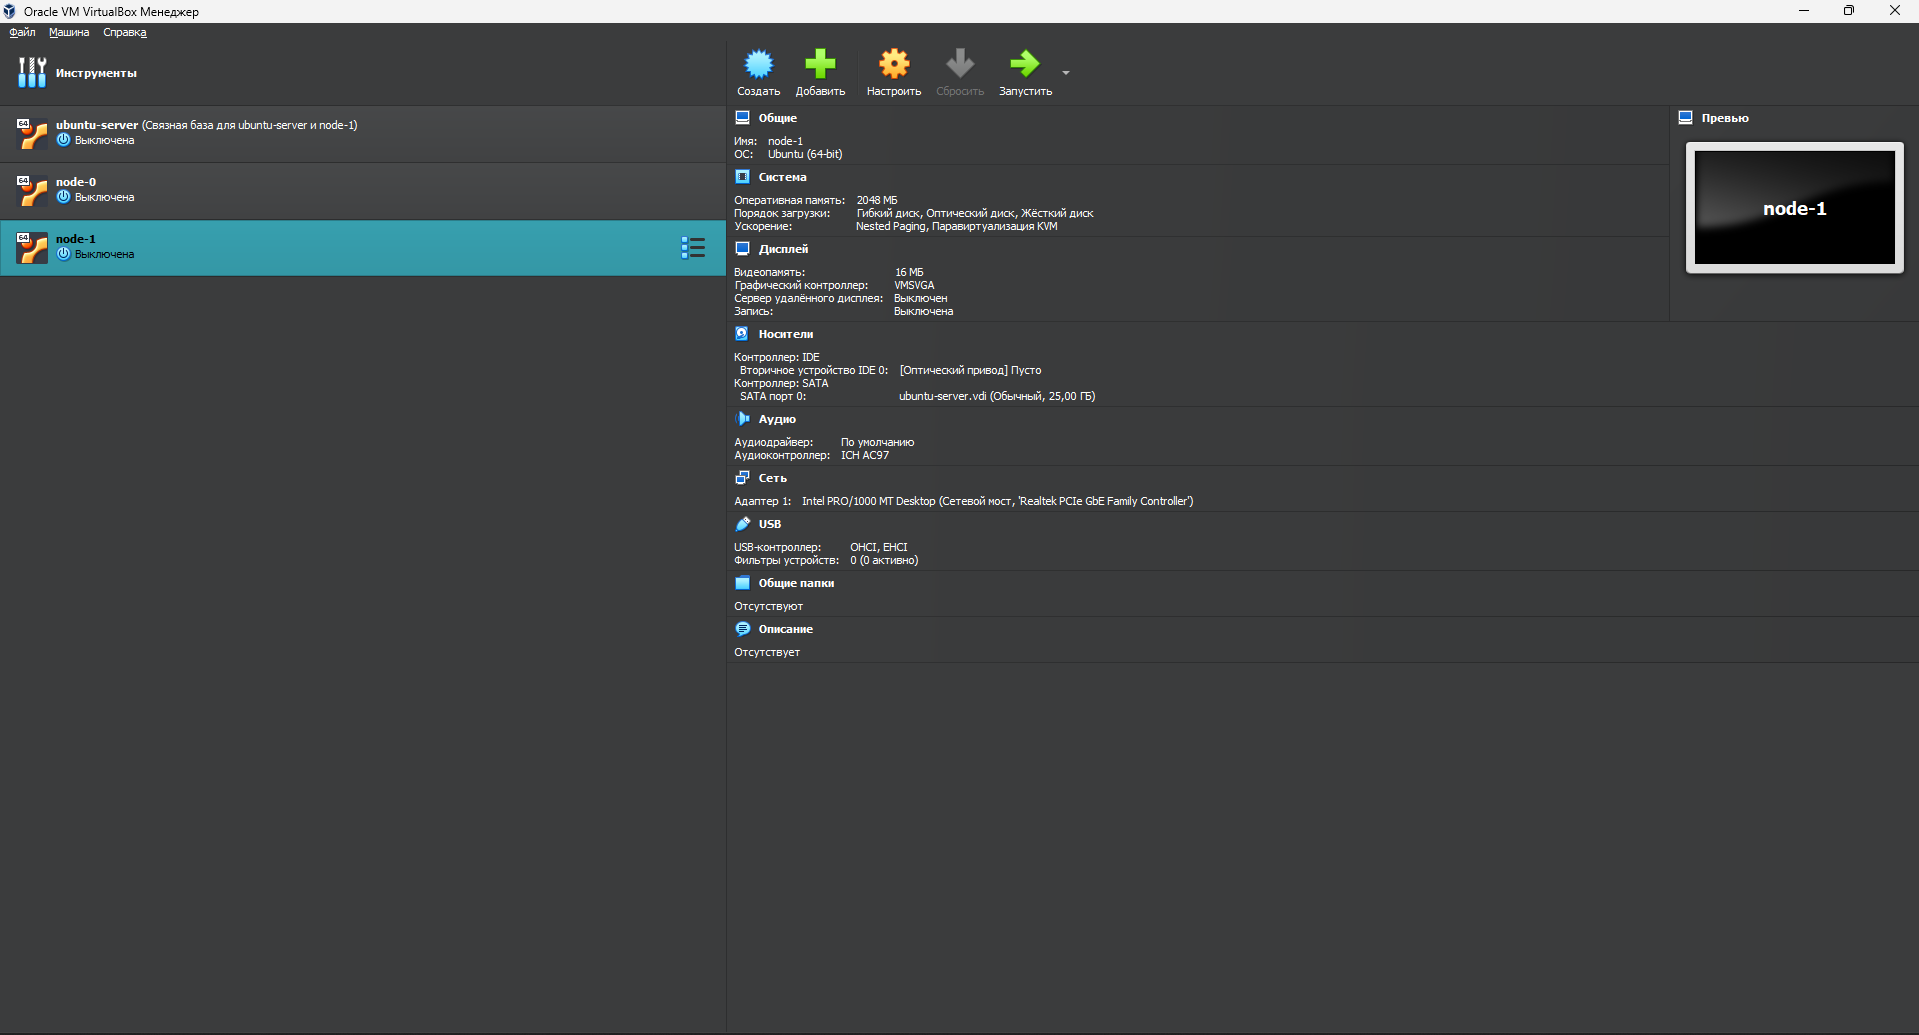 Oracle VM VirtualBox Менеджер
Файл Машина Справка
Инструменты
Создать Добавить Настроить Сбросить Запустить
64 ubuntu-server (Связная база для ubuntu-server и node-1)
Выключена
64 node-0
Выключена
64 node-1
Выключена
Общие
Имя: node-1
ОС: Ubuntu (64-bit)
Система
Оперативная память: 2048 МБ
Порядок загрузки: Гибкий диск, Оптический диск, Жёсткий диск
Ускорение: Nested Paging, Паравиртуализация KVM
Дисплей
Видеопамять: 16 МБ
Графический контроллер: VMSVGA
Сервер удалённого дисплея: Выключен
Запись: Выключена
Носители
Контроллер: IDE
Вторичное устройство IDE 0: [Оптический привод] Пусто
Контроллер: SATA
SATA порт 0: ubuntu-server.vdi (Обычный, 25,00 ГБ)
Аудио
Аудиодрайвер: По умолчанию
Аудиоконтроллер: ICH AC97
Сеть
Адаптер 1: Intel PRO/1000 MT Desktop (Сетевой мост, 'Realtek PCIe GbE Family Controller')
USB
USB-контроллер: OHCI, EHCI
Фильтры устройств: 0 (0 активно)
Общие папки
Отсутствуют
Описание
Отсутствует
Превью
node-1